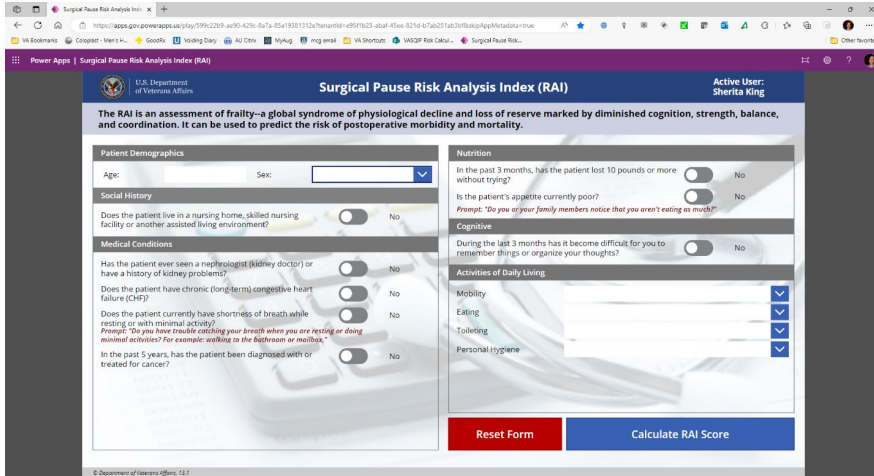 Surgical Pause Risk Analysis Inde
https://apps.gov.powerapps.us/play/599c22b9-ae90-429c-8a7a-85a19381312e?tenantId=e95f1b23-abaf-45ee-821d-b7ab251ab3bf&skipAppMetadata=true
VA Bookmarks
Coloplast - Men's H...
GoodRx
Voiding Diary
AU Citrix
MyAug
mcg email
VA Shortcuts
VASQIP Risk Calcul...
Surgical Pause Risk...
Other favorite
Power Apps | Surgical Pause Risk Analysis Index (RAI)
U.S. Department
of Veterans Affairs
Surgical Pause Risk Analysis Index (RAI)
Active User:
Sherita King
The RAI is an assessment of frailty--a global syndrome of physiological decline and loss of reserve marked by diminished cognition, strength, balance,
and coordination. It can be used to predict the risk of postoperative morbidity and mortality.
Patient Demographics
Age:
Sex:
Social History
Does the patient live in a nursing home, skilled nursing
facility or another assisted living environment?
No
Medical Conditions
Has the patient ever seen a nephrologist (kidney doctor) or
have a history of kidney problems?
No
Does the patient have chronic (long-term) congestive heart
failure (CHF)?
No
Does the patient currently have shortness of breath while
resting or with minimal activity?
No
Prompt: "Do you have trouble catching your breath when you are resting or doing
minimal acitivities? For example: walking to the bathroom or mailbox."
In the past 5 years, has the patient been diagnosed with or
treated for cancer?
No
Nutrition
In the past 3 months, has the patient lost 10 pounds or more
without trying?
No
Is the patient's appetite currently poor?
No
Prompt: "Do you or your family members notice that you aren't eating as much?"
Cognitive
During the last 3 months has it become difficult for you to
remember things or organize your thoughts?
No
Activities of Daily Living
Mobility
Eating
Toileting
Personal Hygiene
Reset Form
Calculate RAI Score
© Department of Veterans Affairs, 13.1